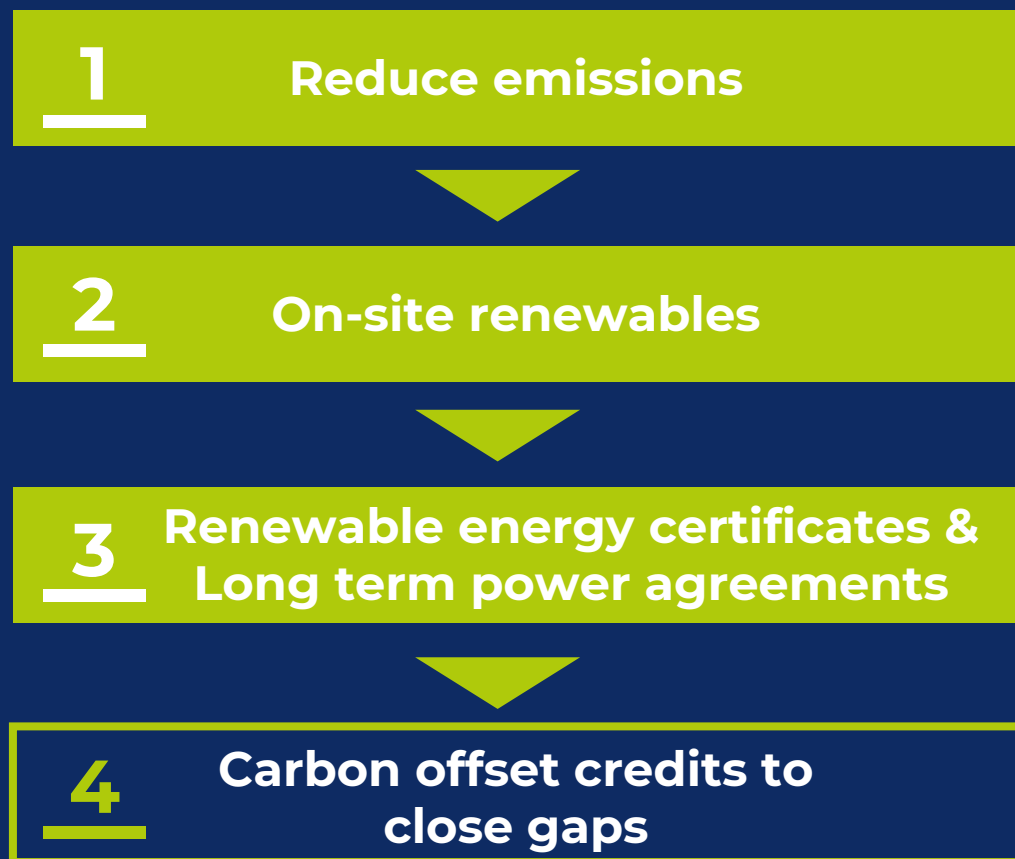 1
Reduce emissions
2
On-site renewables
3
Renewable energy certificates &
Long term power agreements
4
Carbon offset credits to
close gaps